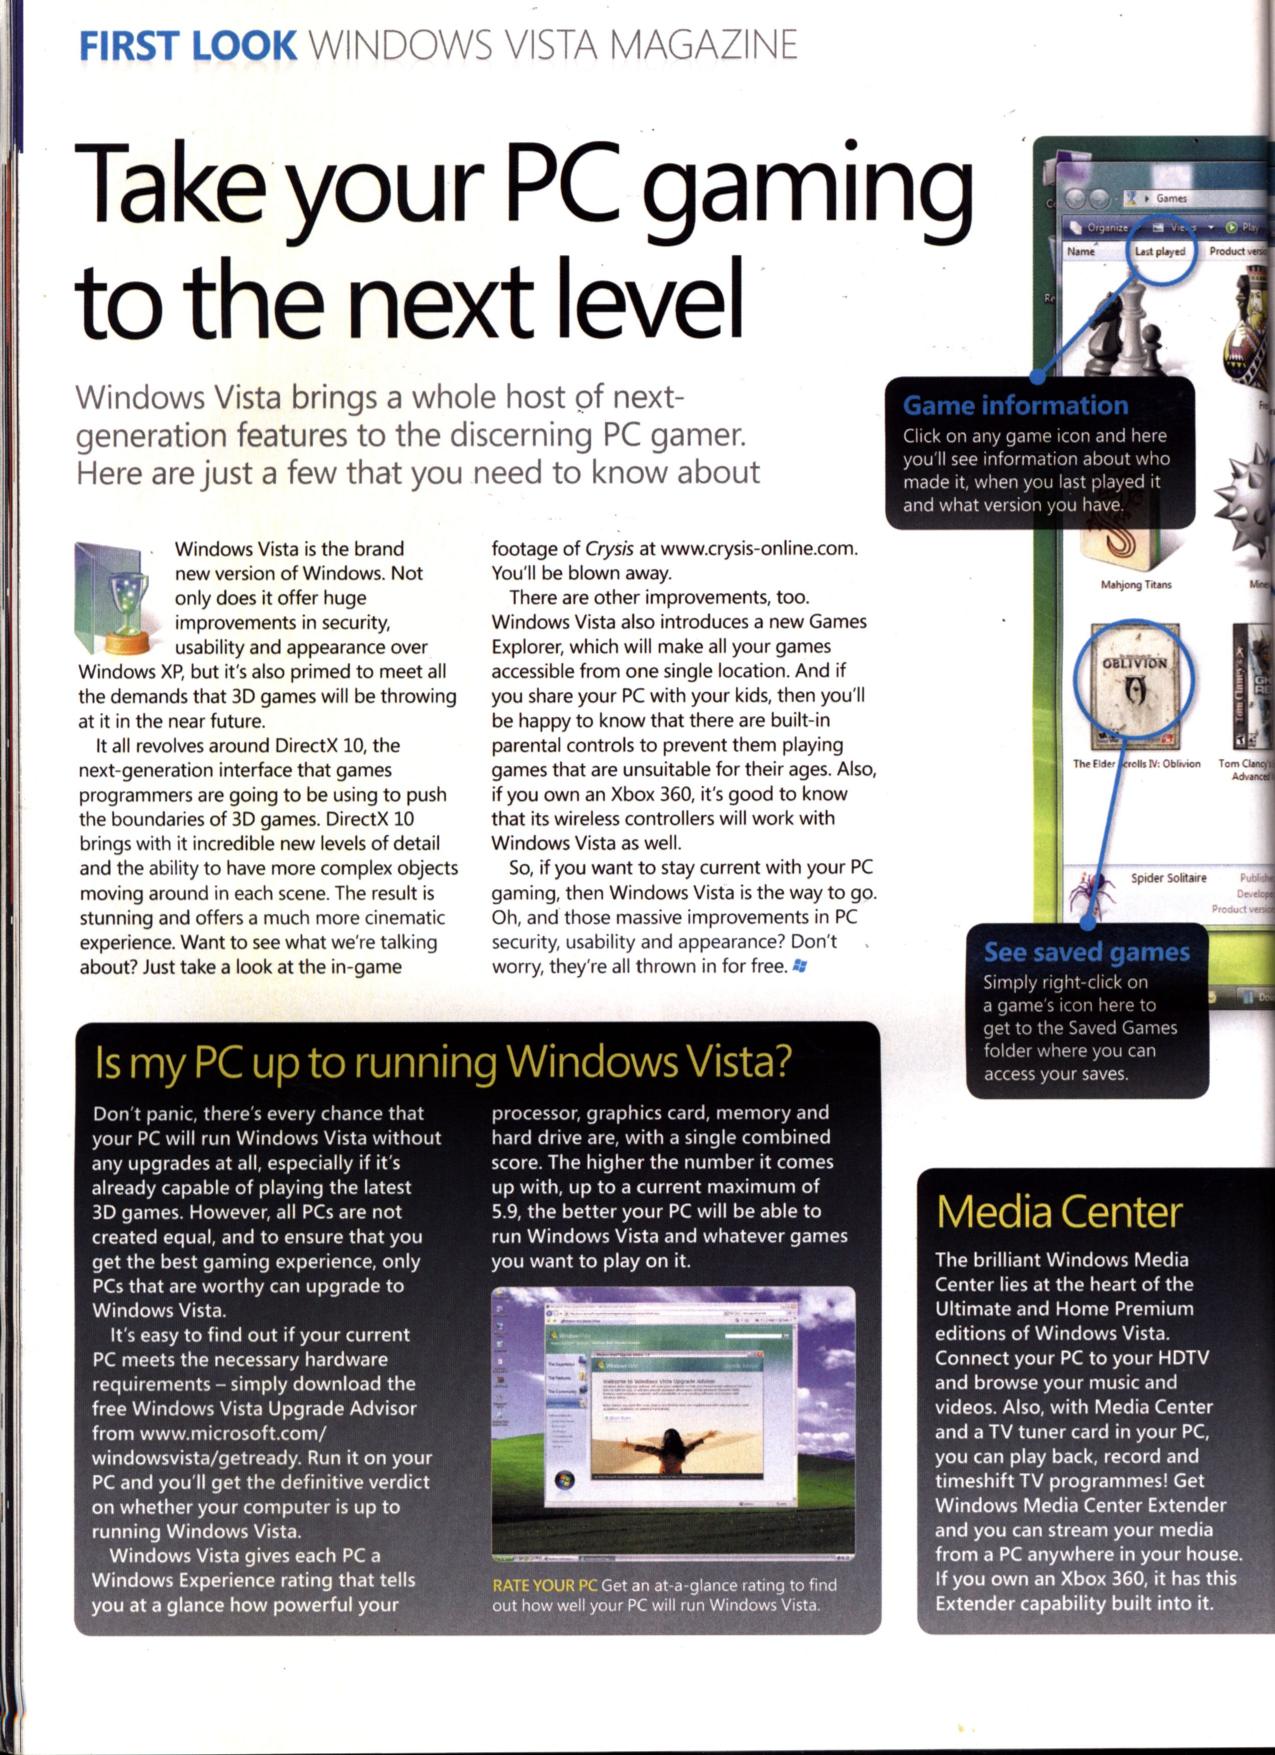 FIRST LOOK WINDOWS VISTA MAGAZINE
Take your PC gaming
to the next level
Windows Vista brings a whole host of next-
generation features to the discerning PC gamer.
Here are just a few that you need to know about
Windows Vista is the brand
new version of Windows. Not
only does it offer huge
improvements in security,
usability and appearance over
Windows XP, but it's also primed to meet all
the demands that 3D games will be throwing
at it in the near future.
It all revolves around DirectX 10, the
next-generation interface that games
programmers are going to be using to push
the boundaries of 3D games. DirectX 10
brings with it incredible new levels of detail
and the ability to have more complex objects
moving around in each scene. The result is
stunning and offers a much more cinematic
experience. Want to see what we're talking
about? Just take a look at the in-game
footage of Crysis at www.crysis-online.com.
You'll be blown away.
There are other improvements, too.
Windows Vista also introduces a new Games
Explorer, which will make all your games
accessible from one single location. And if
you share your PC with your kids, then you'll
be happy to know that there are built-in
parental controls to prevent them playing
games that are unsuitable for their ages. Also,
if you own an Xbox 360, it's good to know
that its wireless controllers will work with
Windows Vista as well.
So, if you want to stay current with your PC
gaming, then Windows Vista is the way to go.
Oh, and those massive improvements in PC
security, usability and appearance? Don't
worry, they're all thrown in for free.
Games
Organize Views Play
Name Last played Product
Game information
Click on any game icon and here
you'll see information about who
made it, when you last played it
and what version you have.
Mahjong Titans
OBLIVION
The Elder Scrolls IV: Oblivion
Tom Clancy's
Advanced
Spider Solitaire
Product
See saved games
Simply right-click on
a game's icon here to
get to the Saved Games
folder where you can
access your saves.
Is my PC up to running Windows Vista?
Don't panic, there's every chance that
your PC will run Windows Vista without
any upgrades at all, especially if it's
already capable of playing the latest
3D games. However, all PCs are not
created equal, and to ensure that you
get the best gaming experience, only
PCs that are worthy can upgrade to
Windows Vista.
It's easy to find out if your current
PC meets the necessary hardware
requirements – simply download the
free Windows Vista Upgrade Advisor
from www.microsoft.com/
windowsvista/getready. Run it on your
PC and you'll get the definitive verdict
on whether your computer is up to
running Windows Vista.
Windows Vista gives each PC a
Windows Experience rating that tells
you at a glance how powerful your
processor, graphics card, memory and
hard drive are, with a single combined
score. The higher the number it comes
up with, up to a current maximum of
5.9, the better your PC will be able to
run Windows Vista and whatever games
you want to play on it.
Welcome to Windows Vista Upgrade Advisor
RATE YOUR PC Get an at-a-glance rating to find
out how well your PC will run Windows Vista.
Media Center
The brilliant Windows Media
Center lies at the heart of the
Ultimate and Home Premium
editions of Windows Vista.
Connect your PC to your HDTV
and browse your music and
videos. Also, with Media Center
and a TV tuner card in your PC,
you can play back, record and
timeshift TV programmes! Get
Windows Media Center Extender
and you can stream your media
from a PC anywhere in your house.
If you own an Xbox 360, it has this
Extender capability built into it.